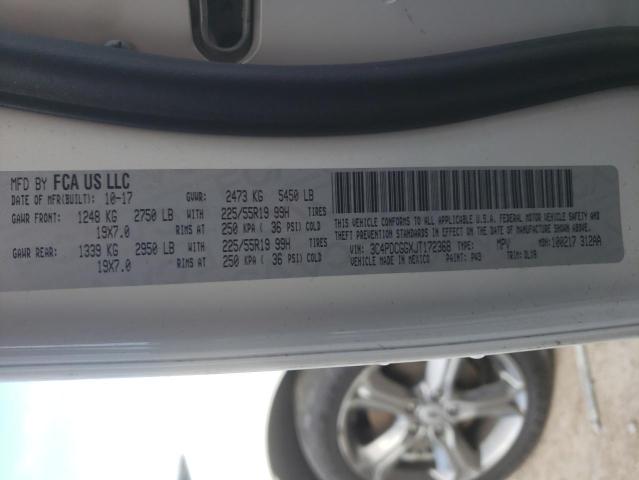 MFD BY FCA US LLC
DATE OF MFR(BUILT): 10-17 GVWR: 2473 KG 5450 LB
GAWR FRONT: 1248 KG 2750 LB WITH 225/55R19 99H TIRES
19X7.0 RIMS AT 250 KPA ( 36 PSI) COLD
GAWR REAR: 1339 KG 2950 LB WITH 225/55R19 99H TIRES
19X7.0 RIMS AT 250 KPA ( 36 PSI) COLD
THIS VEHICLE CONFORMS TO ALL APPLICABLE U.S.A. FEDERAL MOTOR VEHICLE SAFETY,
THEFT PREVENTION STANDARDS IN EFFECT ON THE DATE OF MANUFACTURE SHOWN ABOVE.
VIN: 3C4PDCGGXJT172368 TYPE: MPV MDH: 100217 312AA
VEHICLE MADE IN MEXICO PAINT: PW3 TRIM: